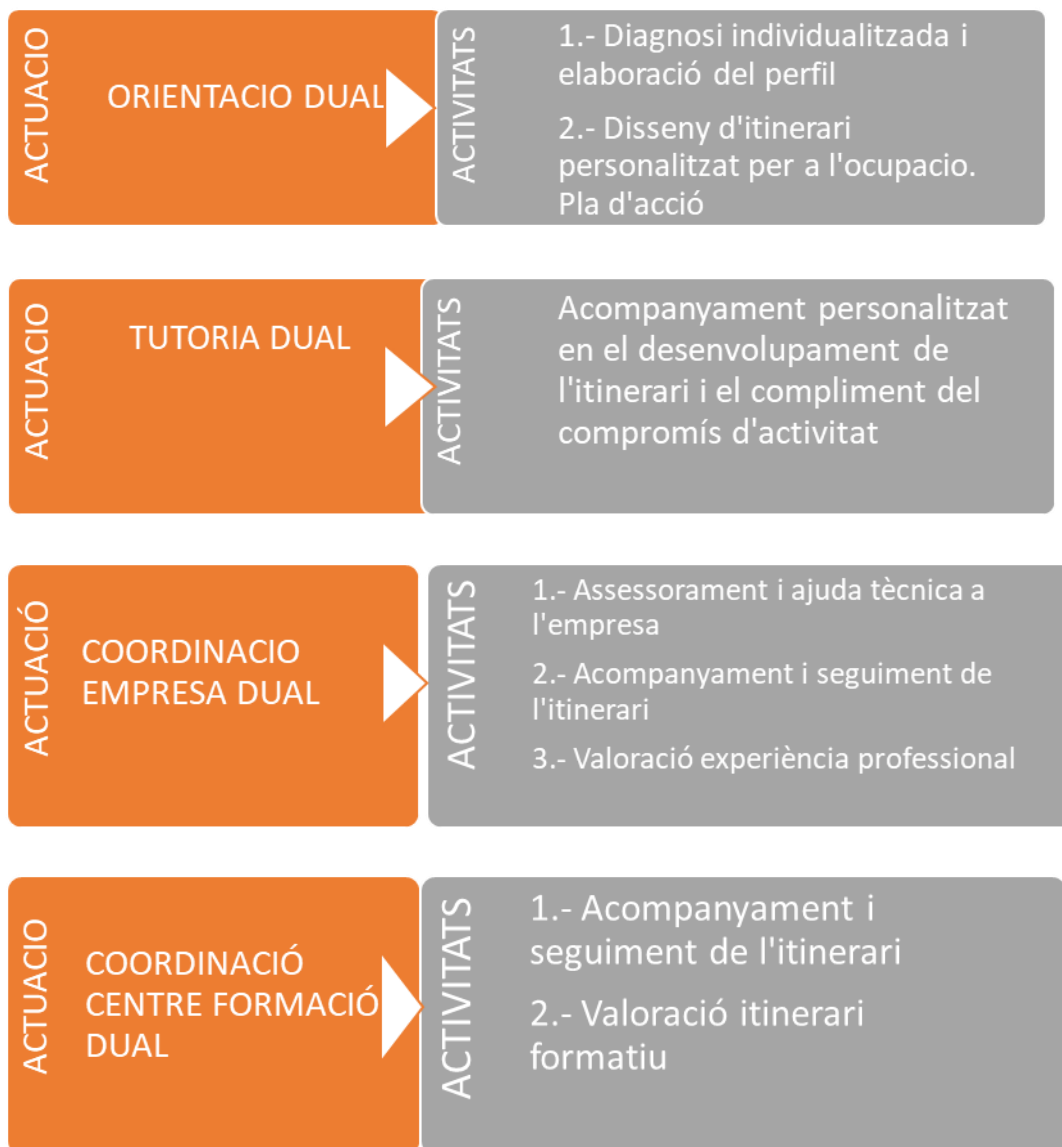 ACTUACIO
ORIENTACIO DUAL
ACTIVITATS
1.- Diagnosi individualitzada i
elaboració del perfil
2.- Disseny d'itinerari
personalitzat per a l'ocupacio.
Pla d'acció
ACTUACIO
TUTORIA DUAL
ACTIVITATS
Acompanyament personalitzat
en el desenvolupament de
l'itinerari i el compliment del
compromís d'activitat
ACTUACIÓ
COORDINACIO
EMPRESA DUAL
ACTIVITATS
1.- Assessorament i ajuda tècnica a
l'empresa
2.- Acompanyament i seguiment de
l'itinerari
3.- Valoració experiència professional
ACTUACIO
COORDINACIÓ
CENTRE FORMACIÓ
DUAL
ACTIVITATS
1.- Acompanyament i
seguiment de l'itinerari
2.- Valoració itinerari
formatiu